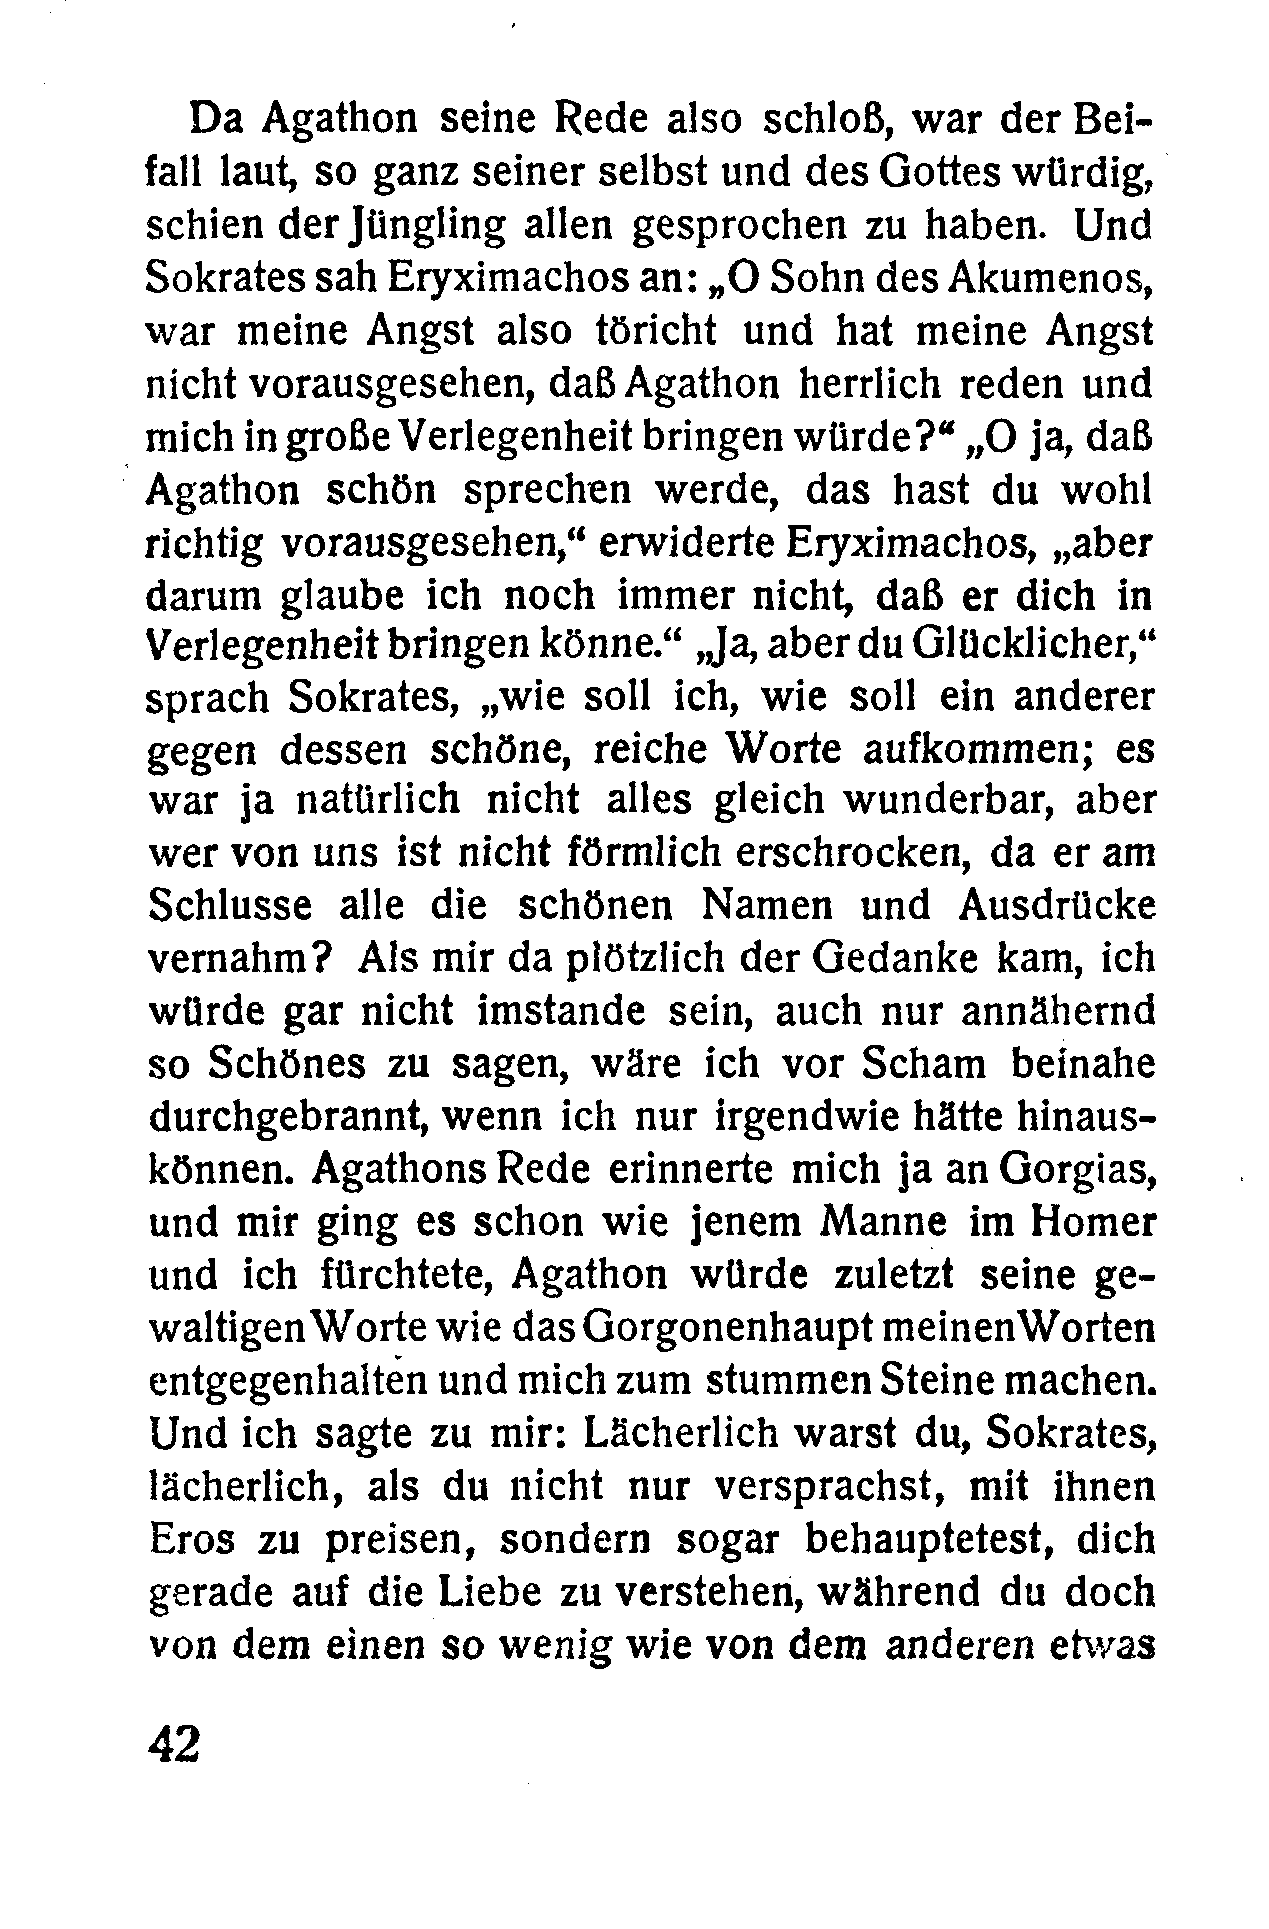 Da Agathon seine Rede also schloß, war der Bei-
fall laut, so ganz seiner selbst und des Gottes würdig,
schien der Jüngling allen gesprochen zu haben. Und
Sokrates sah Eryximachos an: „O Sohn des Akumenos,
war meine Angst also töricht und hat meine Angst
nicht vorausgesehen, daß Agathon herrlich reden und
mich in große Verlegenheit bringen würde?“ „O ja, daß
Agathon schön sprechen werde, das hast du wohl
richtig vorausgesehen,“ erwiderte Eryximachos, „aber
darum glaube ich noch immer nicht, daß er dich in
Verlegenheit bringen könne.“ „Ja, aber du Glücklicher,“
sprach Sokrates, „wie soll ich, wie soll ein anderer
gegen dessen schöne, reiche Worte aufkommen; es
war ja natürlich nicht alles gleich wunderbar, aber
wer von uns ist nicht förmlich erschrocken, da er am
Schlusse alle die schönen Namen und Ausdrücke
vernahm? Als mir da plötzlich der Gedanke kam, ich
würde gar nicht imstande sein, auch nur annähernd
so Schönes zu sagen, wäre ich vor Scham beinahe
durchgebrannt, wenn ich nur irgendwie hätte hinaus-
können. Agathons Rede erinnerte mich ja an Gorgias,
und mir ging es schon wie jenem Manne im Homer
und ich fürchtete, Agathon würde zuletzt seine ge-
waltigen Worte wie das Gorgonenhaupt meinen Worten
entgegenhalten und mich zum stummen Steine machen.
Und ich sagte zu mir: Lächerlich warst du, Sokrates,
lächerlich, als du nicht nur versprachst, mit ihnen
Eros zu preisen, sondern sogar behauptetest, dich
gerade auf die Liebe zu verstehen, während du doch
von dem einen so wenig wie von dem anderen etwas
42